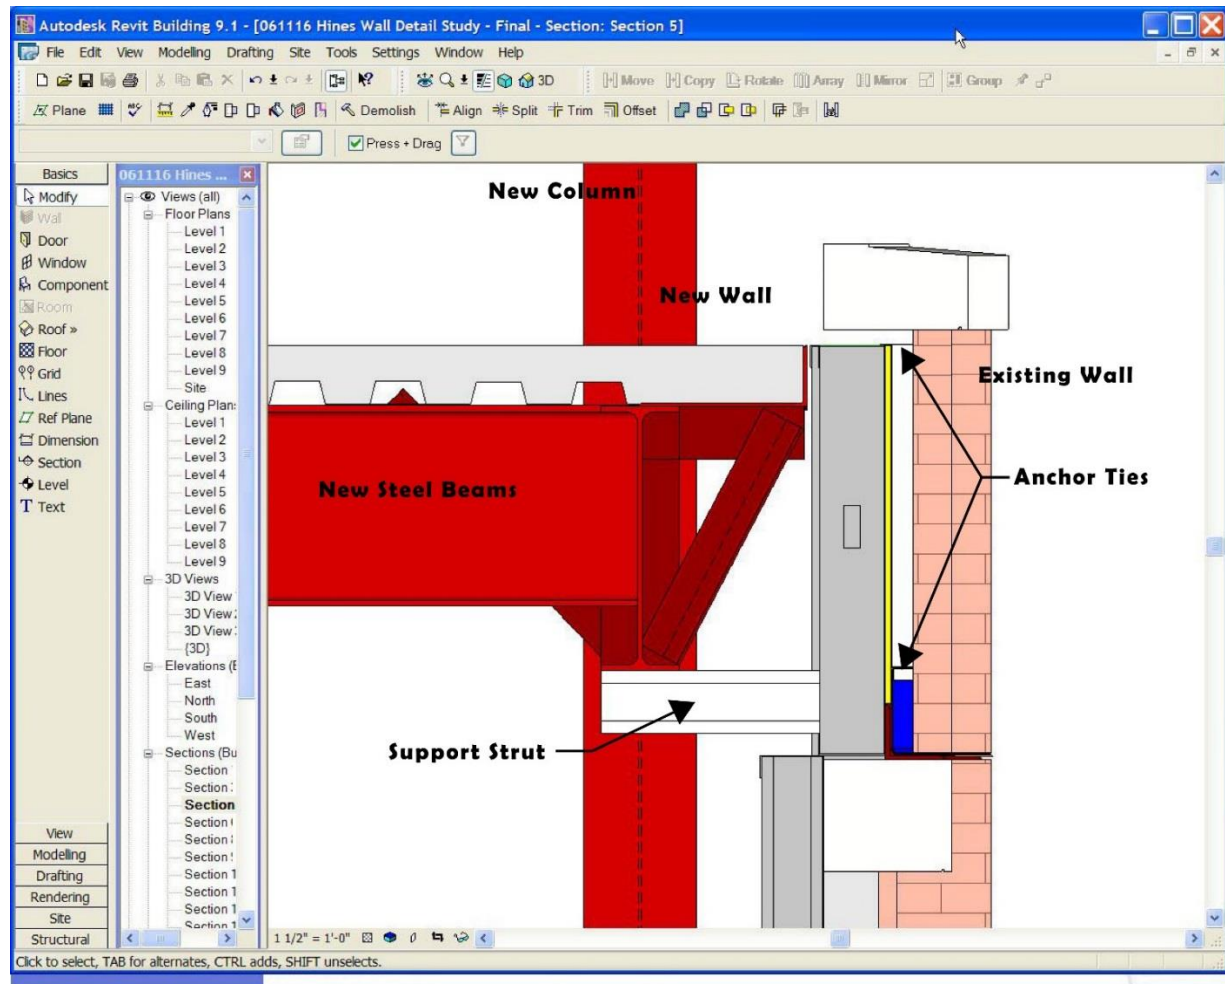 Autodesk Revit Building 9.1 - [061116 Hines Wall Detail Study - Final - Section: Section 5]
File Edit View Modelling Drafting Site Tools Settings Window Help
3D Move Copy Rotate Array Mirror Group
Plane Demolish Align Split Trim Offset
Press + Drag
Basics
Modify
Wall
Door
Window
Component
Room
Roof »
Floor
Grid
Lines
Ref Plane
Dimension
Section
Level
Text
View
Modelling
Drafting
Rendering
Site
Structural
061116 Hines ...
Views (all)
Floor Plans
Level 1
Level 2
Level 3
Level 4
Level 5
Level 6
Level 7
Level 8
Level 9
Site
Ceiling Plan
Level 1
Level 2
Level 3
Level 4
Level 5
Level 6
Level 7
Level 8
Level 9
3D Views
3D View
3D View
3D View
{3D}
Elevations (
East
North
South
West
Sections (Bu
Section
Section
Section
Section
Section
Section
Section 1
Section 1
Section 1
Section 1
New Column
New Wall
Existing Wall
Anchor Ties
New Steel Beams
Support Strut
1 1/2" = 1'-0"
Click to select, TAB for alternates, CTRL adds, SHIFT unselects.